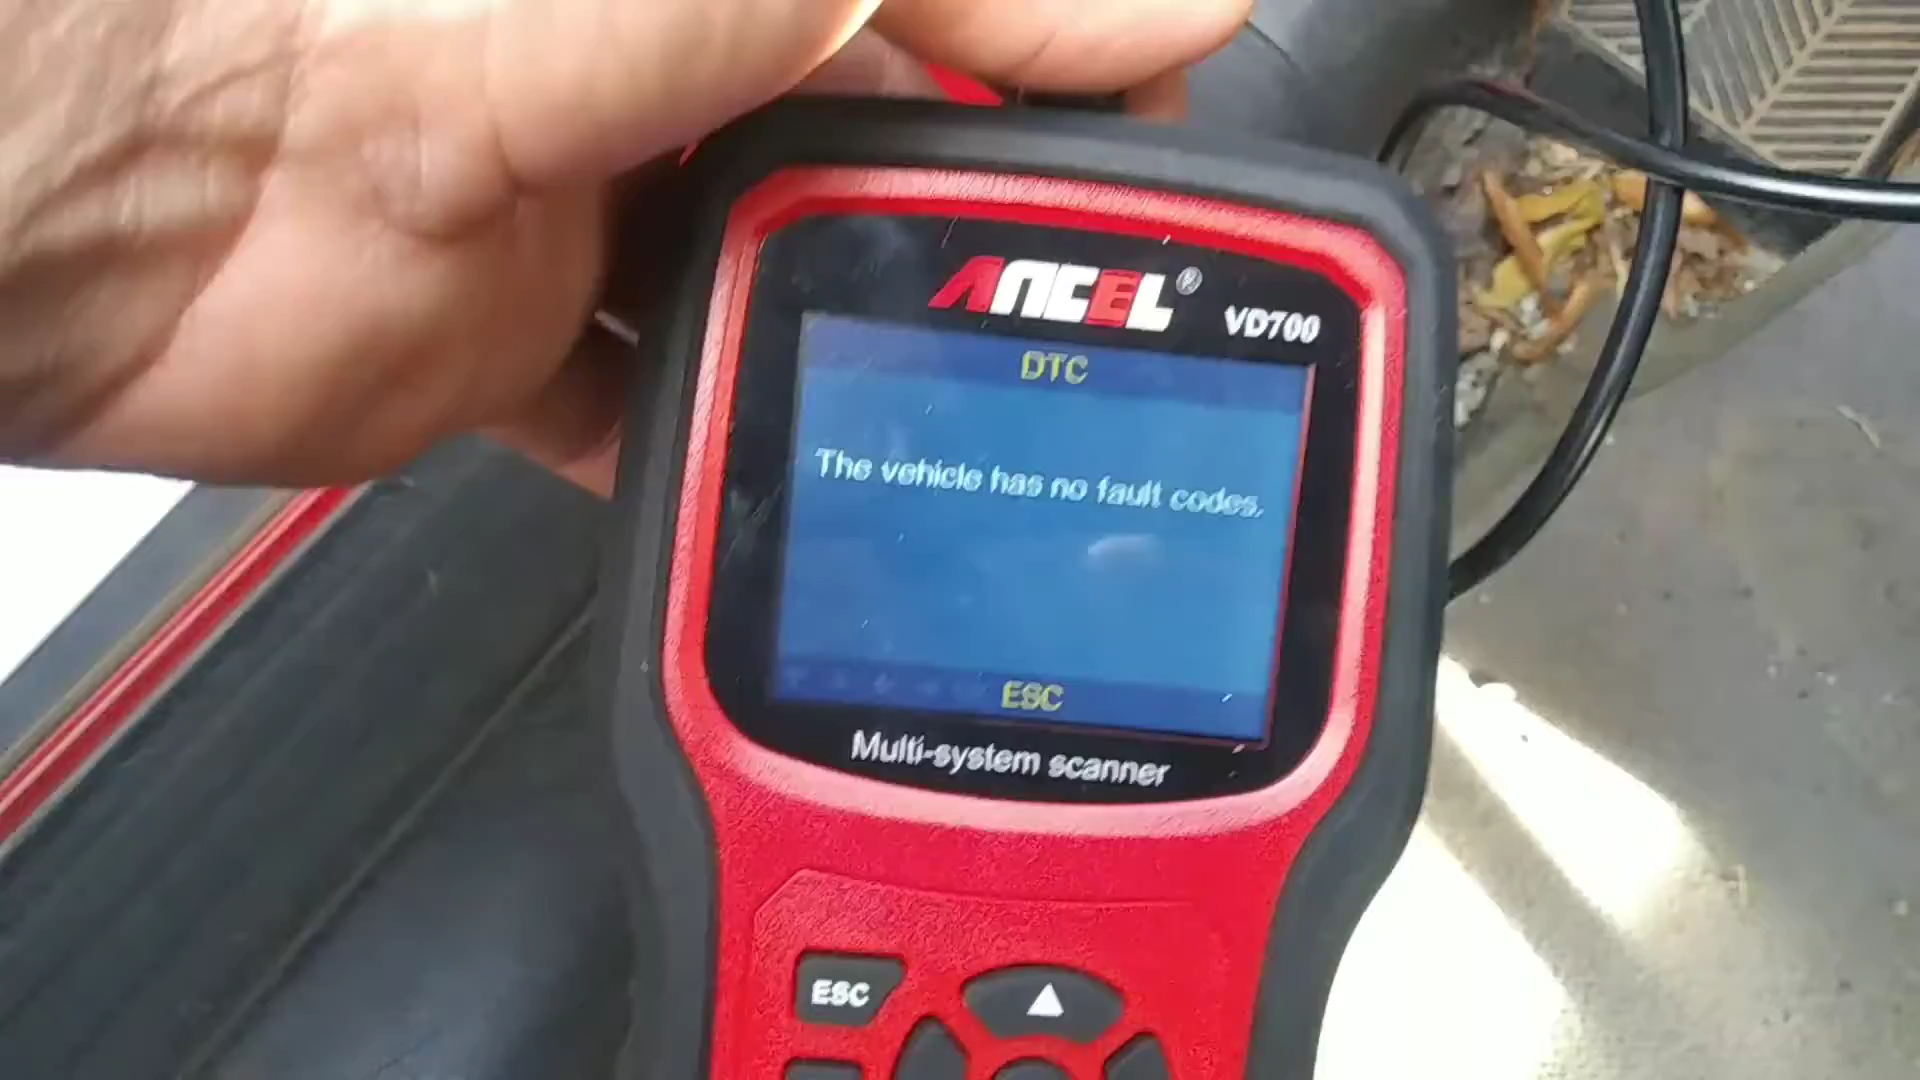 ANCEL®
VD700
DTC
The vehicle has no fault codes.
ESC
Multi-system scanner
ESC